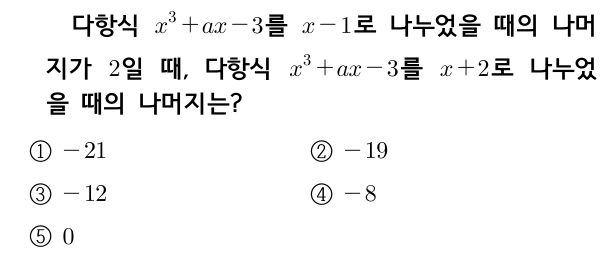 다항식 $x^3+ax-3$를 $x-1$로 나누었을 때의 나머
지가 2일 때, 다항식 $x^3+ax-3$를 $x+2$로 나누었
을 때의 나머지는?
① $-21$ ② $-19$
③ $-12$ ④ $-8$
⑤ 0